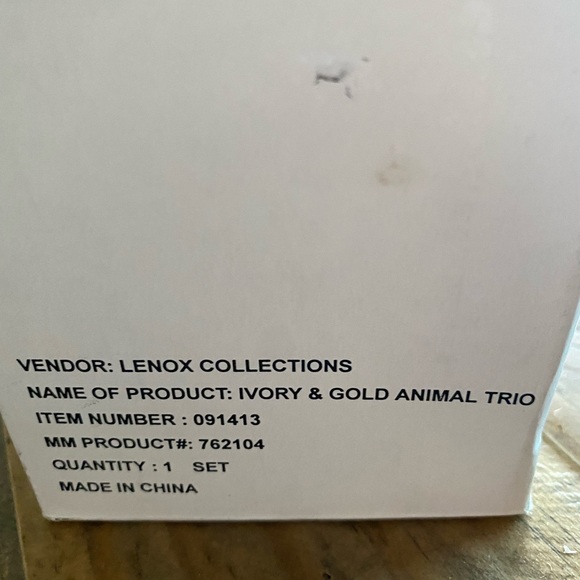 VENDOR: LENOX COLLECTIONS
NAME OF PRODUCT: IVORY & GOLD ANIMAL TRIO
ITEM NUMBER : 091413
MM PRODUCT#: 762104
QUANTITY : 1 SET
MADE IN CHINA